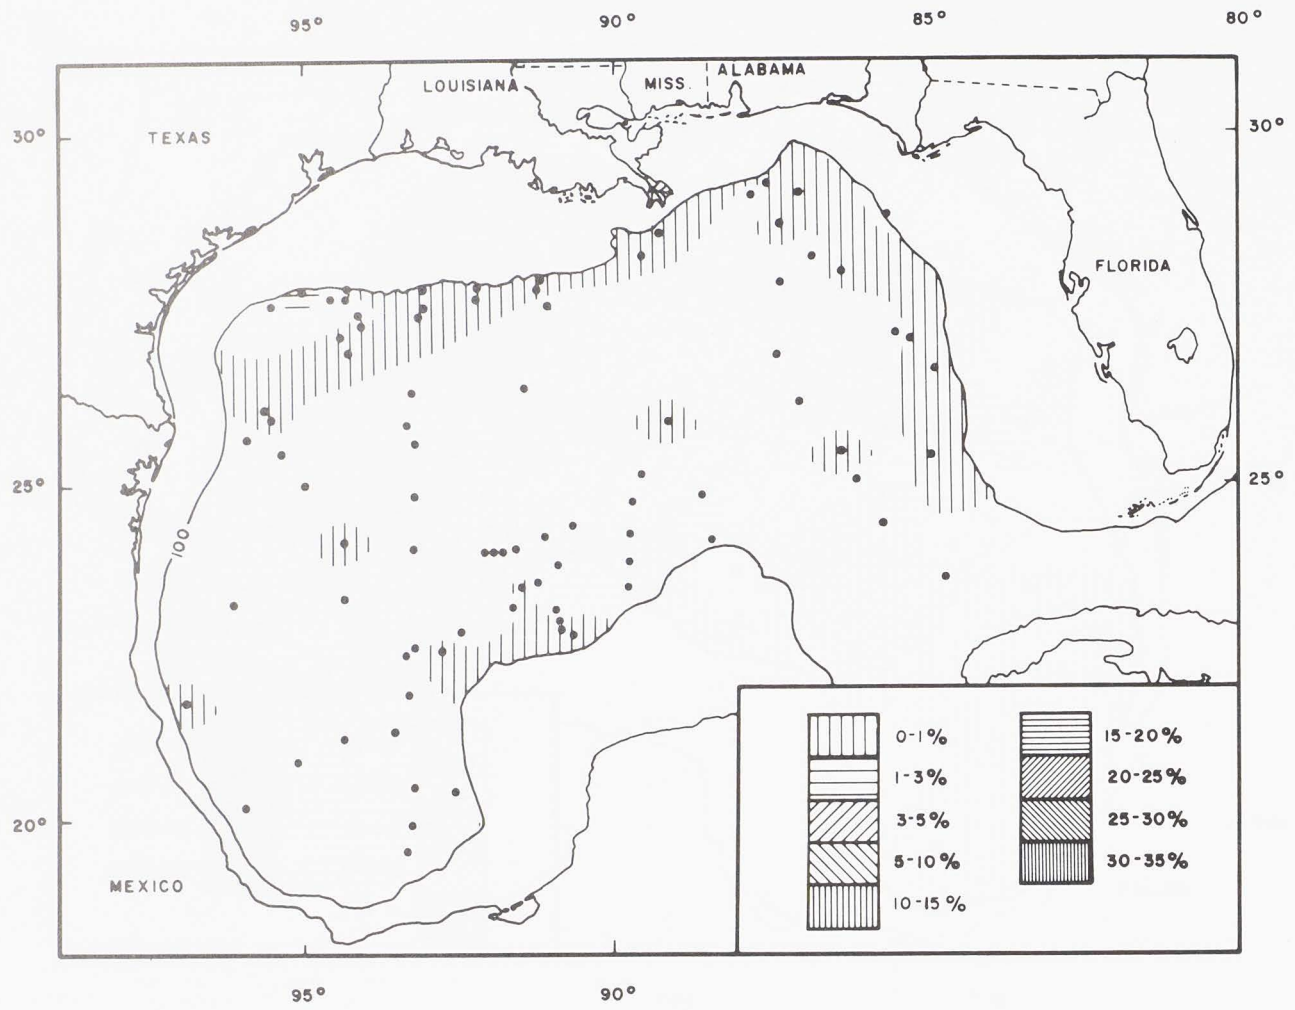 95° 90° 85° 80°
LOUISIANA MISS. ALABAMA
30° TEXAS 30°
FLORIDA
25° 25°
100
0-1% 15-20%
1-3% 20-25%
3-5% 25-30%
5-10% 30-35%
10-15%
20°
MEXICO
95° 90°